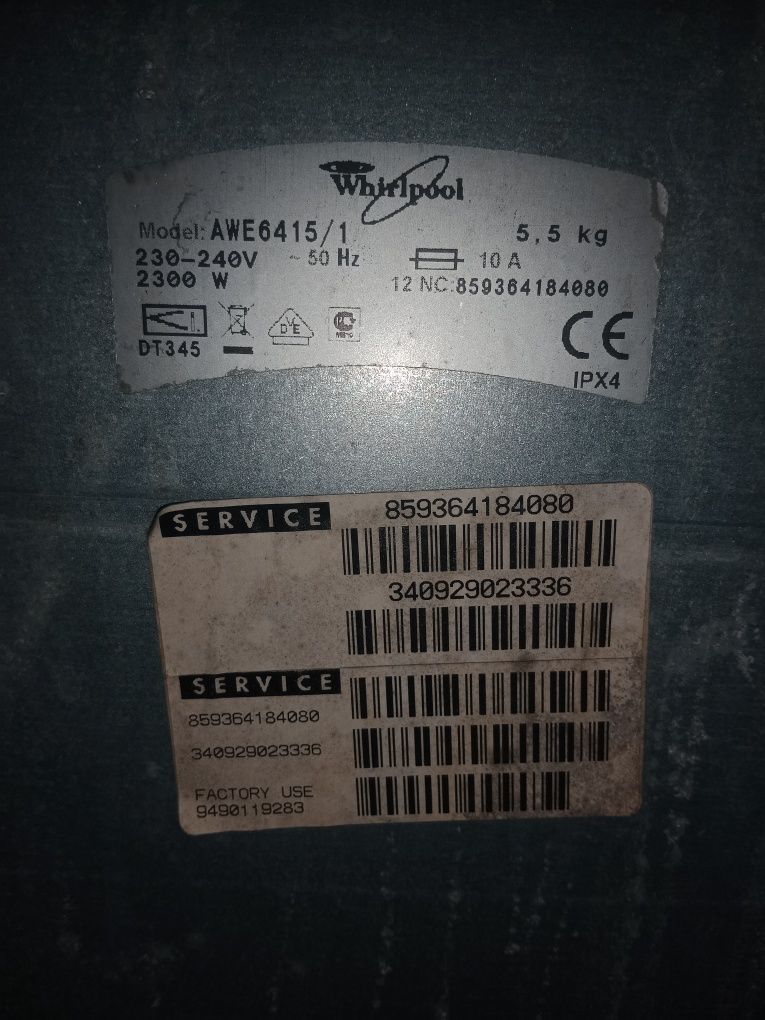 Whirlpool
Model: AWE6415/1 5,5 kg
230-240V ~ 50 Hz 10 A
2300 W 12 NC:859364184080
DVE
DT345
CE
IPX4
SERVICE 859364184080
340929023336
SERVICE
859364184080
340929023336
FACTORY USE
9490119283